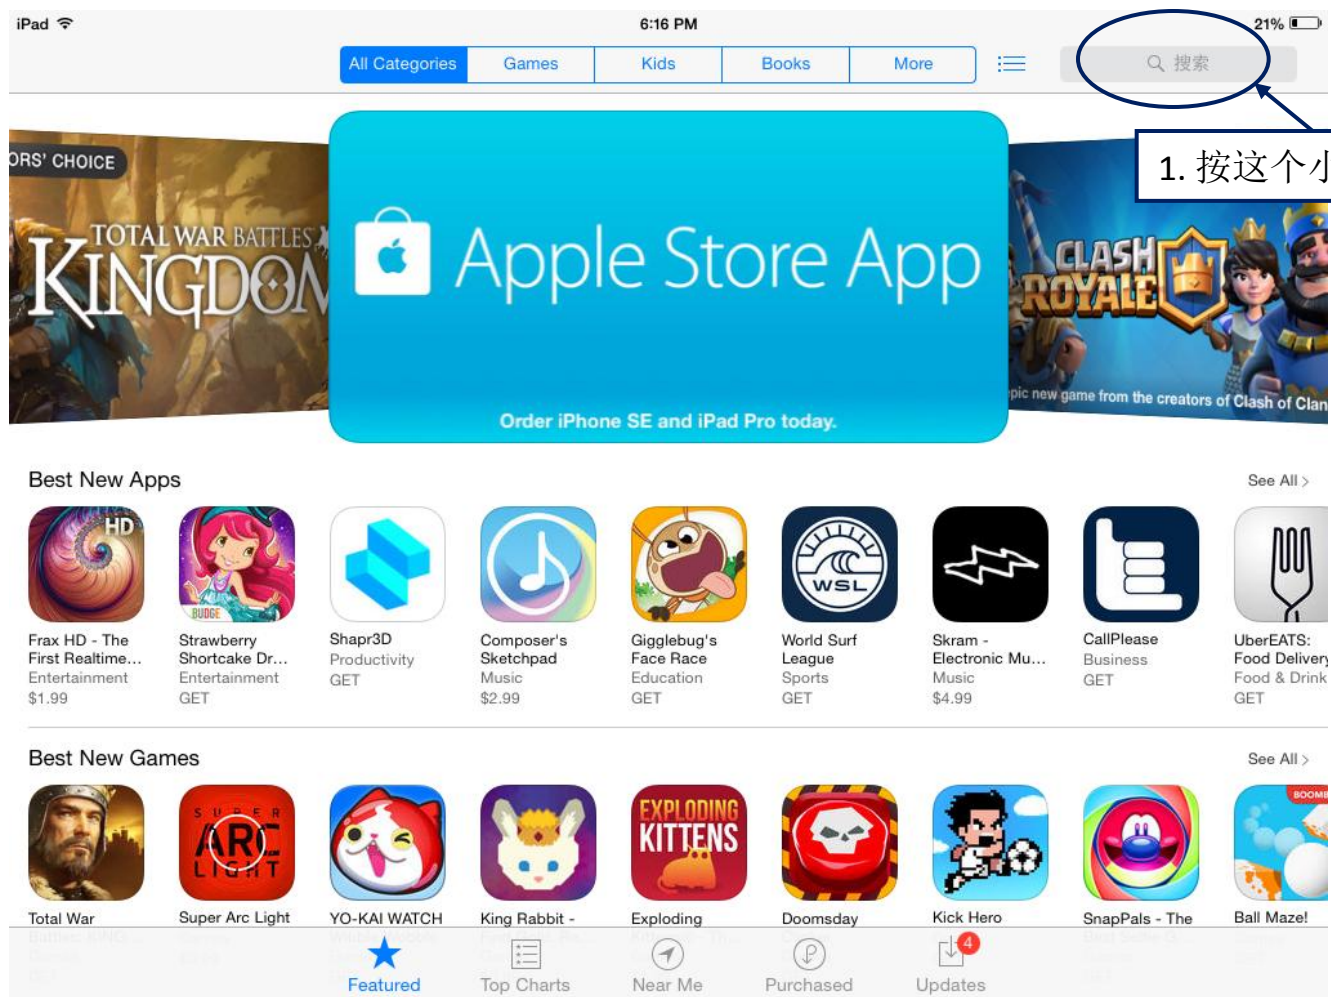 iPad 6:16 PM 21%
All Categories Games Kids Books More 搜索
1. 按这个小
ORS' CHOICE
TOTAL WAR BATTLES
KINGDOM
Apple Store App
Order iPhone SE and iPad Pro today.
CLASH
ROYALE
epic new game from the creators of Clash of Clan
Best New Apps See All >
HD
BUDGE
WSL
Frax HD - The Strawberry Shapr3D Composer's Gigglebug's World Surf Skram - CallPlease UberEATS:
First Realtime... Shortcake Dr... Productivity Sketchpad Face Race League Electronic Mu... Business Food Delivery
Entertainment Entertainment GET Music Education Sports Music GET Food & Drink
$1.99 GET $2.99 GET GET $4.99 GET
Best New Games See All >
SUPER
ARC
LIGHT
EXPLODING
KITTENS
BOOMB
Total War Super Arc Light YO-KAI WATCH King Rabbit - Exploding Doomsday Kick Hero SnapPals - The Ball Maze!
4
Featured Top Charts Near Me Purchased Updates